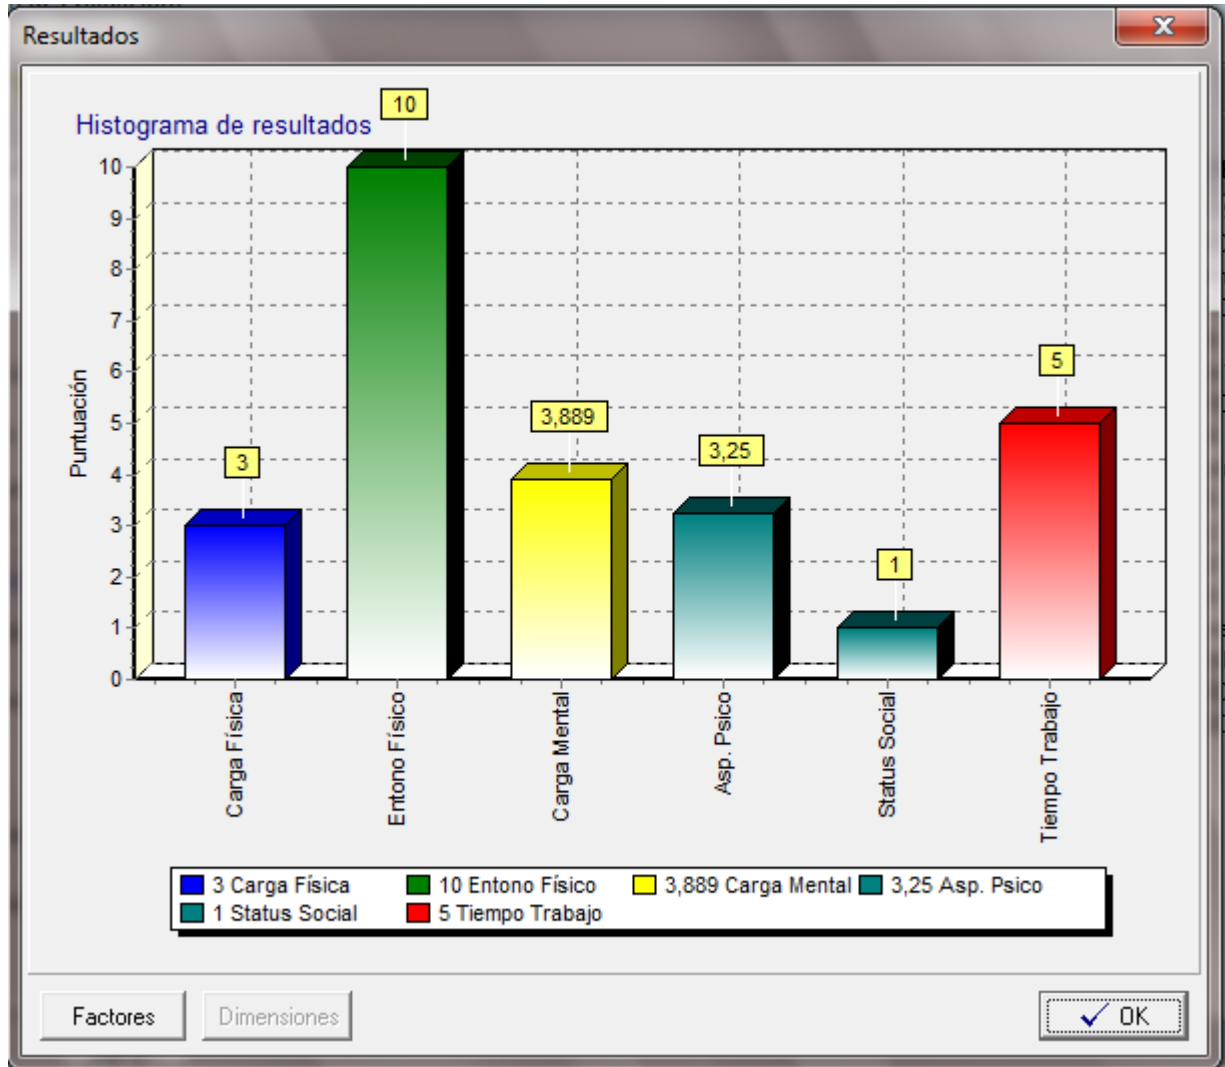 Resultados
Histograma de resultados
10
3
3,889
3,25
1
5
Puntuación
10
9
8
7
6
5
4
3
2
1
0
Carga Física
Entono Físico
Carga Mental
Asp. Psico
Status Social
Tiempo Trabajo
3 Carga Física 10 Entono Físico 3,889 Carga Mental 3,25 Asp. Psico
1 Status Social 5 Tiempo Trabajo
Factores Dimensiones OK